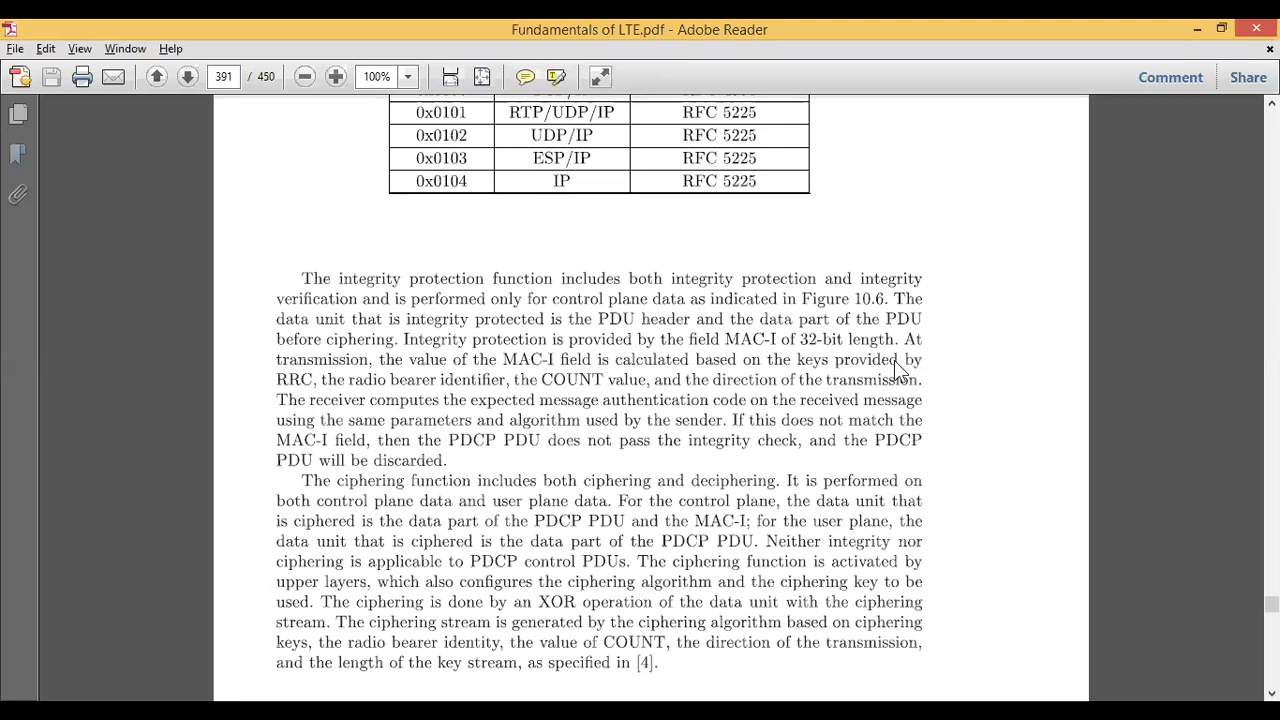 Fundamentals of LTE.pdf - Adobe Reader
File Edit View Window Help
391 / 450 100% Comment Share
0x0101 RTP/UDP/IP RFC 5225
0x0102 UDP/IP RFC 5225
0x0103 ESP/IP RFC 5225
0x0104 IP RFC 5225
The integrity protection function includes both integrity protection and integrity
verification and is performed only for control plane data as indicated in Figure 10.6. The
data unit that is integrity protected is the PDU header and the data part of the PDU
before ciphering. Integrity protection is provided by the field MAC-I of 32-bit length. At
transmission, the value of the MAC-I field is calculated based on the keys provided by
RRC, the radio bearer identifier, the COUNT value, and the direction of the transmission.
The receiver computes the expected message authentication code on the received message
using the same parameters and algorithm used by the sender. If this does not match the
MAC-I field, then the PDCP PDU does not pass the integrity check, and the PDCP
PDU will be discarded.
The ciphering function includes both ciphering and deciphering. It is performed on
both control plane data and user plane data. For the control plane, the data unit that
is ciphered is the data part of the PDCP PDU and the MAC-I; for the user plane, the
data unit that is ciphered is the data part of the PDCP PDU. Neither integrity nor
ciphering is applicable to PDCP control PDUs. The ciphering function is activated by
upper layers, which also configures the ciphering algorithm and the ciphering key to be
used. The ciphering is done by an XOR operation of the data unit with the ciphering
stream. The ciphering stream is generated by the ciphering algorithm based on ciphering
keys, the radio bearer identity, the value of COUNT, the direction of the transmission,
and the length of the key stream, as specified in [4].